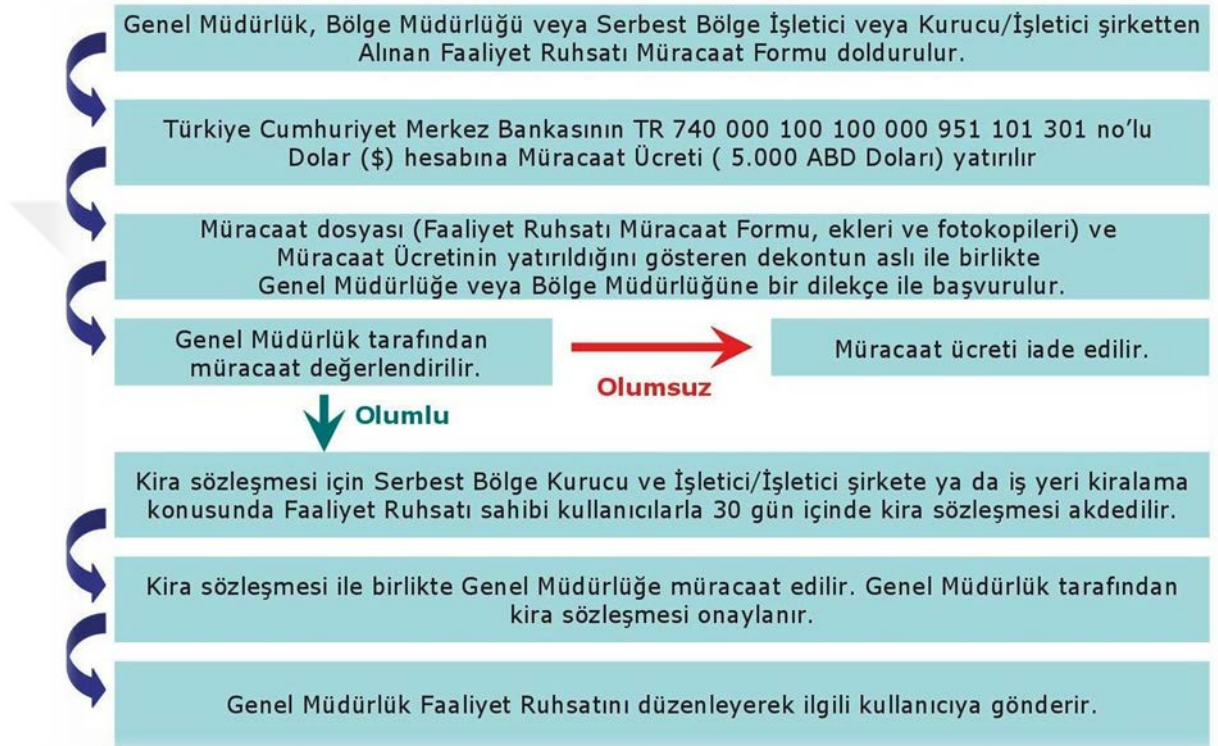 Genel Müdürlük, Bölge Müdürlüğü veya Serbest Bölge İşletici veya Kurucu/İşletici şirketten
Alınan Faaliyet Ruhsatı Müracaat Formu doldurulur.
Türkiye Cumhuriyet Merkez Bankasının TR 740 000 100 100 000 951 101 301 no’lu
Dolar ($) hesabına Müracaat Ücreti ( 5.000 ABD Doları) yatırılır
Müracaat dosyası (Faaliyet Ruhsatı Müracaat Formu, ekleri ve fotokopileri) ve
Müracaat Ücretinin yatırıldığını gösteren dekontun aslı ile birlikte
Genel Müdürlüğe veya Bölge Müdürlüğüne bir dilekçe ile başvurulur.
Genel Müdürlük tarafından
müracaat değerlendirilir.
Olumsuz
Müracaat ücreti iade edilir.
Olumlu
Kira sözleşmesi için Serbest Bölge Kurucu ve İşletici/İşletici şirkete ya da iş yeri kiralama
konusunda Faaliyet Ruhsatı sahibi kullanıcılarla 30 gün içinde kira sözleşmesi akdedilir.
Kira sözleşmesi ile birlikte Genel Müdürlüğe müracaat edilir. Genel Müdürlük tarafından
kira sözleşmesi onaylanır.
Genel Müdürlük Faaliyet Ruhsatını düzenleyerek ilgili kullanıcıya gönderir.